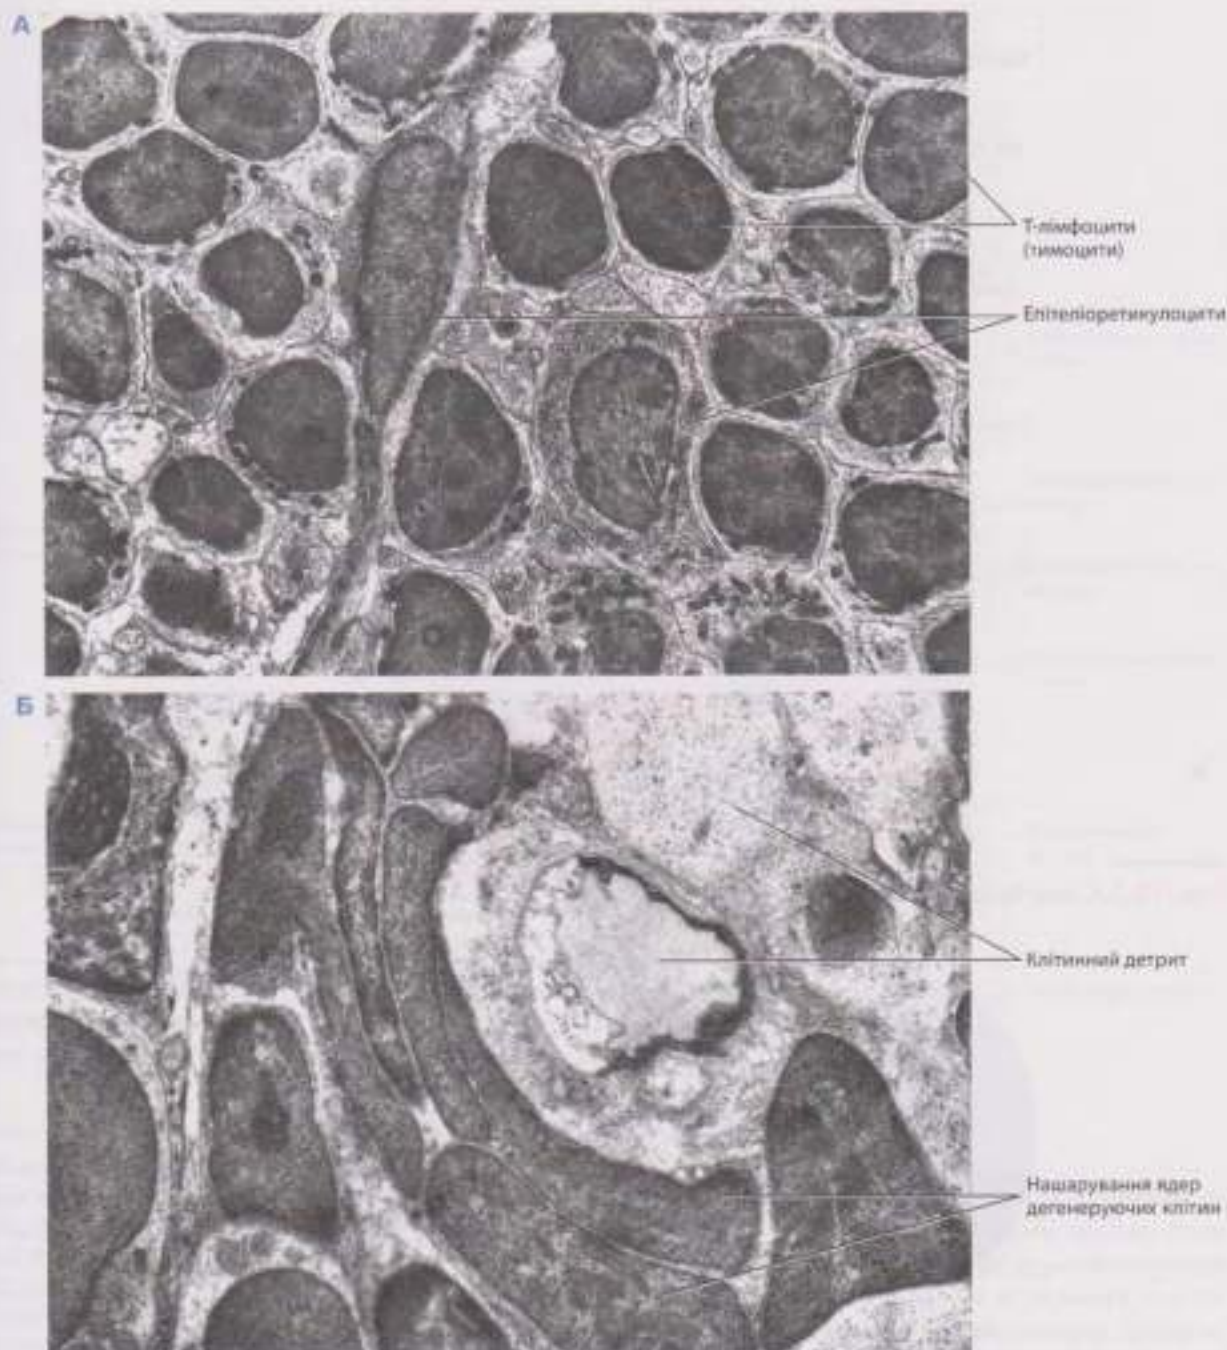 А
Т-лімфоцити
(тимоцити)
Епітеліоретикулоцити
Б
Клітинний детрит
Нашарування ядер
дегенеруючих клітин